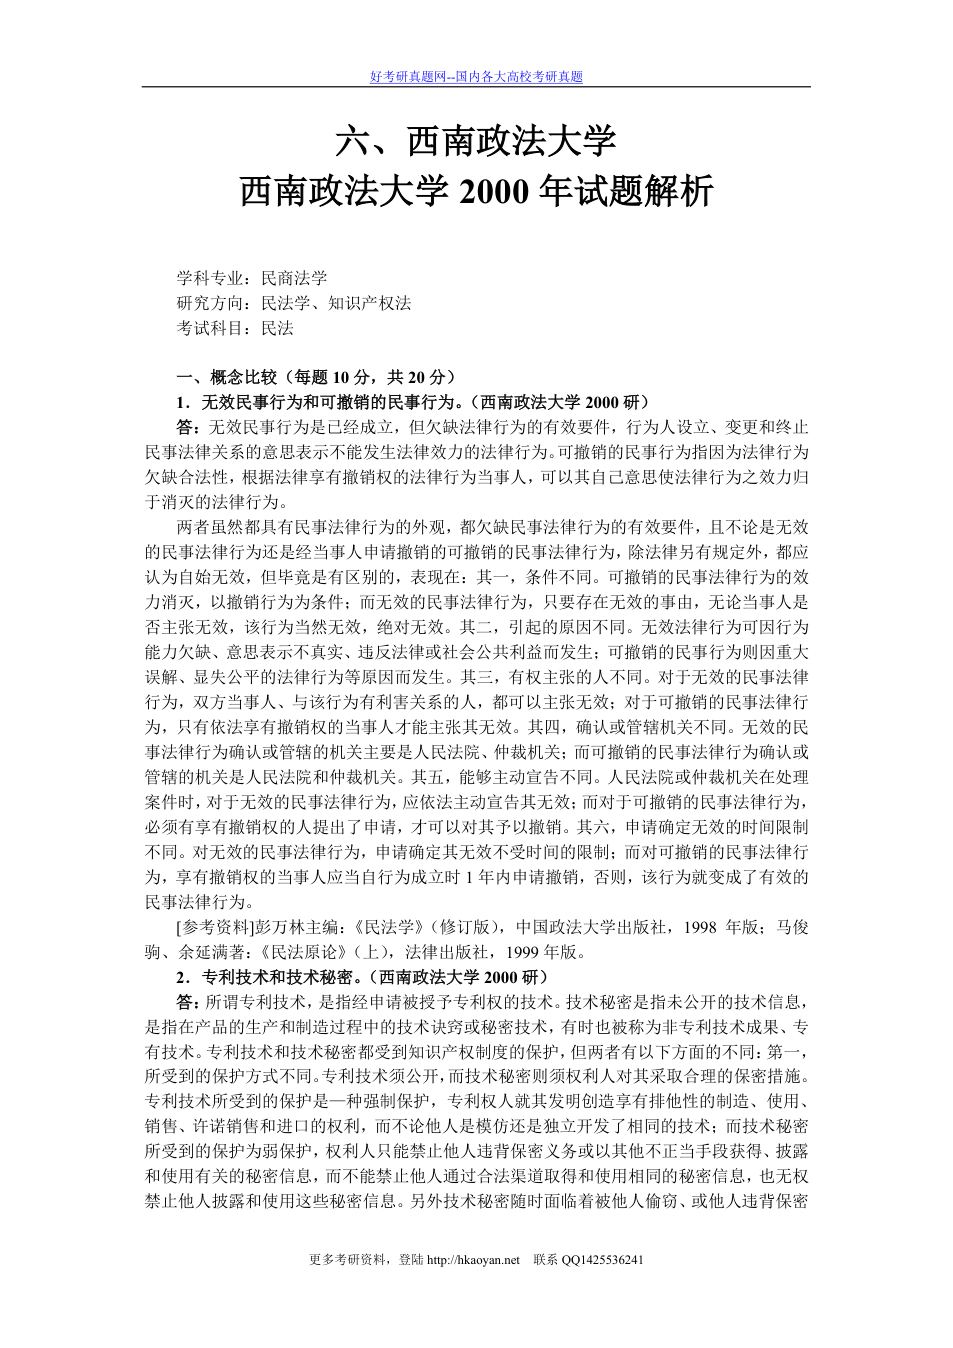 好考研真题网--国内各大高校考研真题
六、西南政法大学
西南政法大学 2000 年试题解析
学科专业：民商法学
研究方向：民法学、知识产权法
考试科目：民法
一、概念比较（每题 10 分，共 20 分）
1．无效民事行为和可撤销的民事行为。（西南政法大学 2000 研）
答：无效民事行为是已经成立，但欠缺法律行为的有效要件，行为人设立、变更和终止
民事法律关系的意思表示不能发生法律效力的法律行为。可撤销的民事行为指因为法律行为
欠缺合法性，根据法律享有撤销权的法律行为当事人，可以其自己意思使法律行为之效力归
于消灭的法律行为。
两者虽然都具有民事法律行为的外观，都欠缺民事法律行为的有效要件，且不论是无效
的民事法律行为还是经当事人申请撤销的可撤销的民事法律行为，除法律另有规定外，都应
认为自始无效，但毕竟是有区别的，表现在：其一，条件不同。可撤销的民事法律行为的效
力消灭，以撤销行为为条件；而无效的民事法律行为，只要存在无效的事由，无论当事人是
否主张无效，该行为当然无效，绝对无效。其二，引起的原因不同。无效法律行为可因行为
能力欠缺、意思表示不真实、违反法律或社会公共利益而发生；可撤销的民事行为则因重大
误解、显失公平的法律行为等原因而发生。其三，有权主张的人不同。对于无效的民事法律
行为，双方当事人、与该行为有利害关系的人，都可以主张无效；对于可撤销的民事法律行
为，只有依法享有撤销权的当事人才能主张其无效。其四，确认或管辖机关不同。无效的民
事法律行为确认或管辖的机关主要是人民法院、仲裁机关；而可撤销的民事法律行为确认或
管辖的机关是人民法院和仲裁机关。其五，能够主动宣告不同。人民法院或仲裁机关在处理
案件时，对于无效的民事法律行为，应依法主动宣告其无效；而对于可撤销的民事法律行为，
必须有享有撤销权的人提出了申请，才可以对其予以撤销。其六，申请确定无效的时间限制
不同。对无效的民事法律行为，申请确定其无效不受时间的限制；而对可撤销的民事法律行
为，享有撤销权的当事人应当自行为成立时 1 年内申请撤销，否则，该行为就变成了有效的
民事法律行为。
[参考资料]彭万林主编：《民法学》（修订版），中国政法大学出版社，1998 年版；马俊
驹、余延满著：《民法原论》（上），法律出版社，1999 年版。
2．专利技术和技术秘密。（西南政法大学 2000 研）
答：所谓专利技术，是指经申请被授予专利权的技术。技术秘密是指未公开的技术信息，
是指在产品的生产和制造过程中的技术诀窍或秘密技术，有时也被称为非专利技术成果、专
有技术。专利技术和技术秘密都受到知识产权制度的保护，但两者有以下方面的不同：第一，
所受到的保护方式不同。专利技术须公开，而技术秘密则须权利人对其采取合理的保密措施。
专利技术所受到的保护是—种强制保护，专利权人就其发明创造享有排他性的制造、使用、
销售、许诺销售和进口的权利，而不论他人是模仿还是独立开发了相同的技术；而技术秘密
所受到的保护为弱保护，权利人只能禁止他人违背保密义务或以其他不正当手段获得、披露
和使用有关的秘密信息，而不能禁止他人通过合法渠道取得和使用相同的秘密信息，也无权
禁止他人披露和使用这些秘密信息。另外技术秘密随时面临着被他人偷窃、或他人违背保密
更多考研资料，登陆 http://hkaoyan.net 联系 QQ1425536241